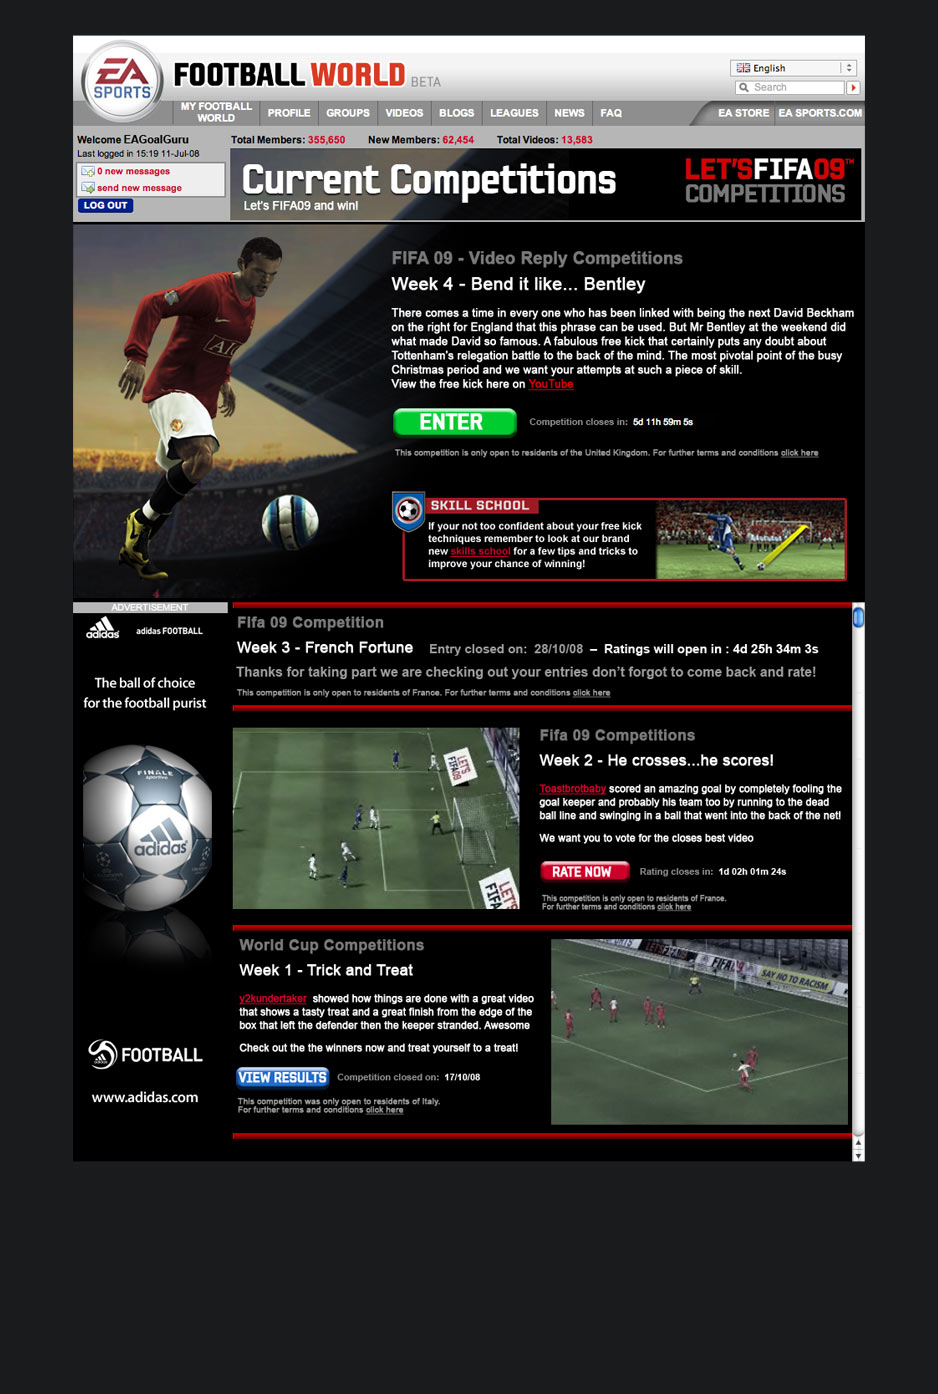 EA
SPORTS
FOOTBALL WORLD BETA
English
Search
MY FOOTBALL WORLD
PROFILE
GROUPS
VIDEOS
BLOGS
LEAGUES
NEWS
FAQ
EA STORE
EA SPORTS.COM
Welcome EAGoalGuru
Last logged in 15:19 11-Jul-08
0 new messages
send new message
LOG OUT
Total Members: 355,650 New Members: 62,454 Total Videos: 13,583
Current Competitions
Let's FIFA09 and win!
LET'SFIFA09™
COMPETITIONS
AIG
FIFA 09 - Video Reply Competitions
Week 4 - Bend it like... Bentley
There comes a time in every one who has been linked with being the next David Beckham
on the right for England that this phrase can be used. But Mr Bentley at the weekend did
what made David so famous. A fabulous free kick that certainly puts any doubt about
Tottenham's relegation battle to the back of the mind. The most pivotal point of the busy
Christmas period and we want your attempts at such a piece of skill.
View the free kick here on YouTube
ENTER
Competition closes in: 5d 11h 59m 5s
This competition is only open to residents of the United Kingdom. For further terms and conditions click here
SKILL SCHOOL
If your not too confident about your free kick
techniques remember to look at our brand
new skills school for a few tips and tricks to
improve your chance of winning!
ADVERTISEMENT
adidas
adidas FOOTBALL
The ball of choice
for the football purist
FINALE
adidas
FOOTBALL
www.adidas.com
FIfa 09 Competition
Week 3 - French Fortune Entry closed on: 28/10/08 – Ratings will open in : 4d 25h 34m 3s
Thanks for taking part we are checking out your entries don't forgot to come back and rate!
This competition is only open to residents of France. For further terms and conditions click here
LET'S
FIFA09
LET'S
FIFA
Fifa 09 Competitions
Week 2 - He crosses...he scores!
Toastbrotbaby scored an amazing goal by completely fooling the
goal keeper and probably his team too by running to the dead
ball line and swinging in a ball that went into the back of the net!
We want you to vote for the closes best video
RATE NOW
Rating closes in: 1d 02h 01m 24s
This competition is only open to residents of France.
For further terms and conditions click here
World Cup Competitions
Week 1 - Trick and Treat
y2kundertaker showed how things are done with a great video
that shows a tasty treat and a great finish from the edge of the
box that left the defender then the keeper stranded. Awesome
Check out the the winners now and treat yourself to a treat!
VIEW RESULTS
Competition closed on: 17/10/08
This competition was only open to residents of Italy.
For further terms and conditions click here
SAY NO TO RACISM